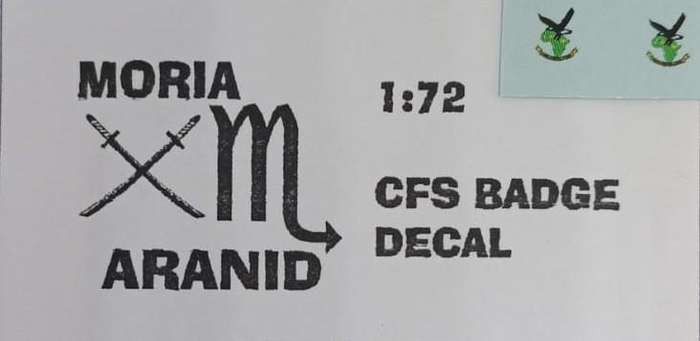 MORIA
ARANID
1:72
CFS BADGE
DECAL